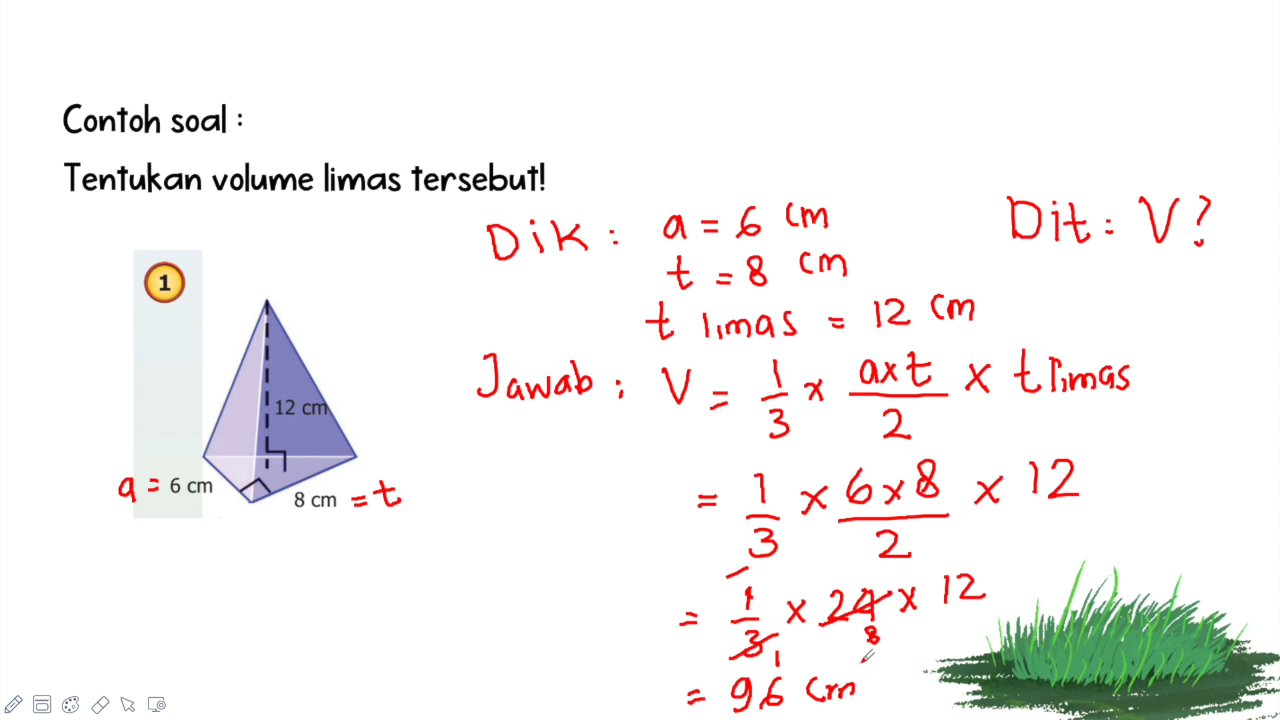 Contoh soal :
Tentukan volume limas tersebut!
Dik : a = 6 cm
t = 8 cm
t limas = 12 cm
Dit : V?
1
12 cm
a = 6 cm
8 cm = t
Jawab : V = 1/3 x axt/2 x t limas
= 1/3 x 6x8/2 x 12
= 1/3 1 x 24 8 x 12
= 96 cm